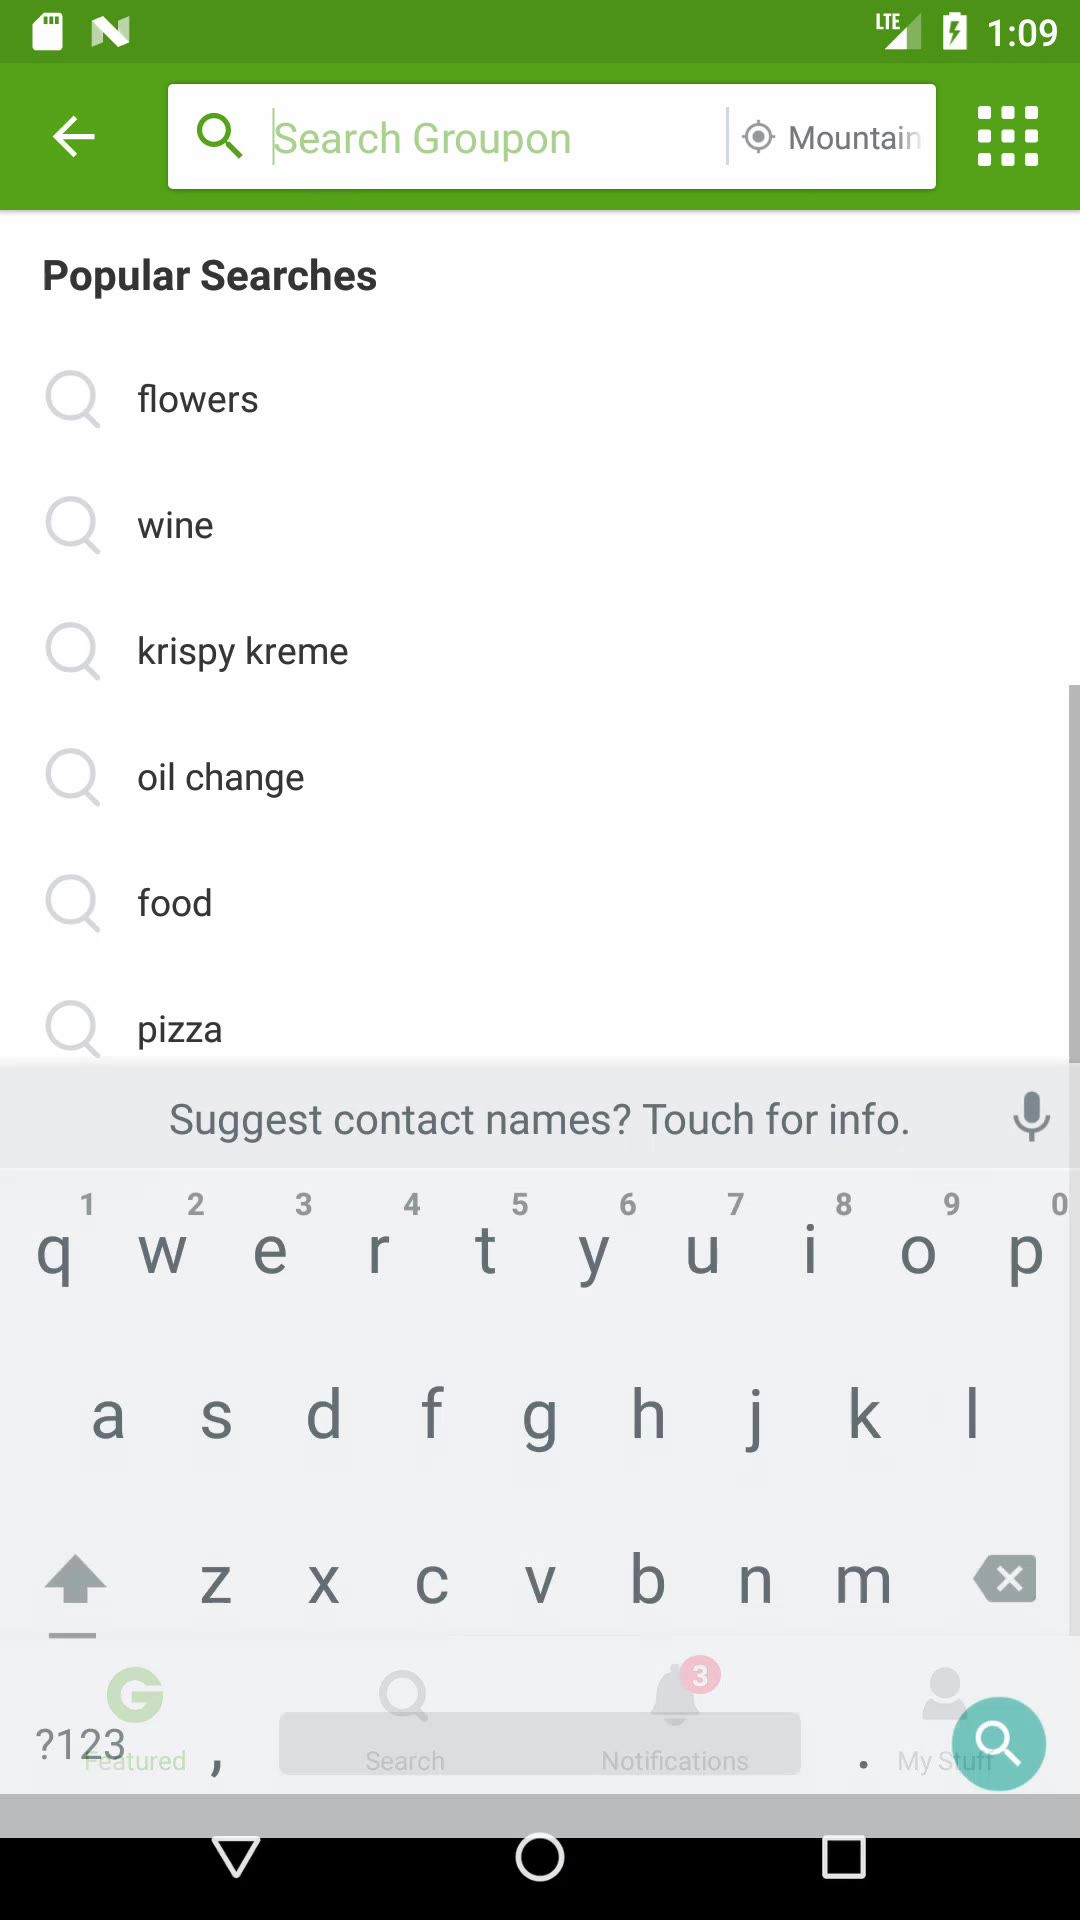 LTE 1:09
Search Groupon Mountain
Popular Searches
flowers
wine
krispy kreme
oil change
food
pizza
Suggest contact names? Touch for info.
1 2 3 4 5 6 7 8 9 0
q w e r t y u i o p
a s d f g h j k l
z x c v b n m
3
?123 , .
Featured Search Notifications My Stuff